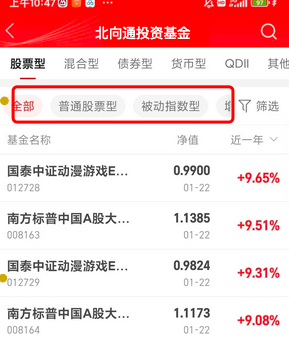 上午10:47
97
北向通投资基金
股票型 混合型 债券型 货币型 QDII 其他
全部 普通股票型 被动指数型 增 筛选
基金名称 净值 近一年
国泰中证动漫游戏E... 0.9900 +9.65%
012728 01-22
南方标普中国A股大... 1.1385 +9.51%
008163 01-22
国泰中证动漫游戏E... 0.9824 +9.31%
012729 01-22
南方标普中国A股大... 1.1173 +9.08%
008164 01-22